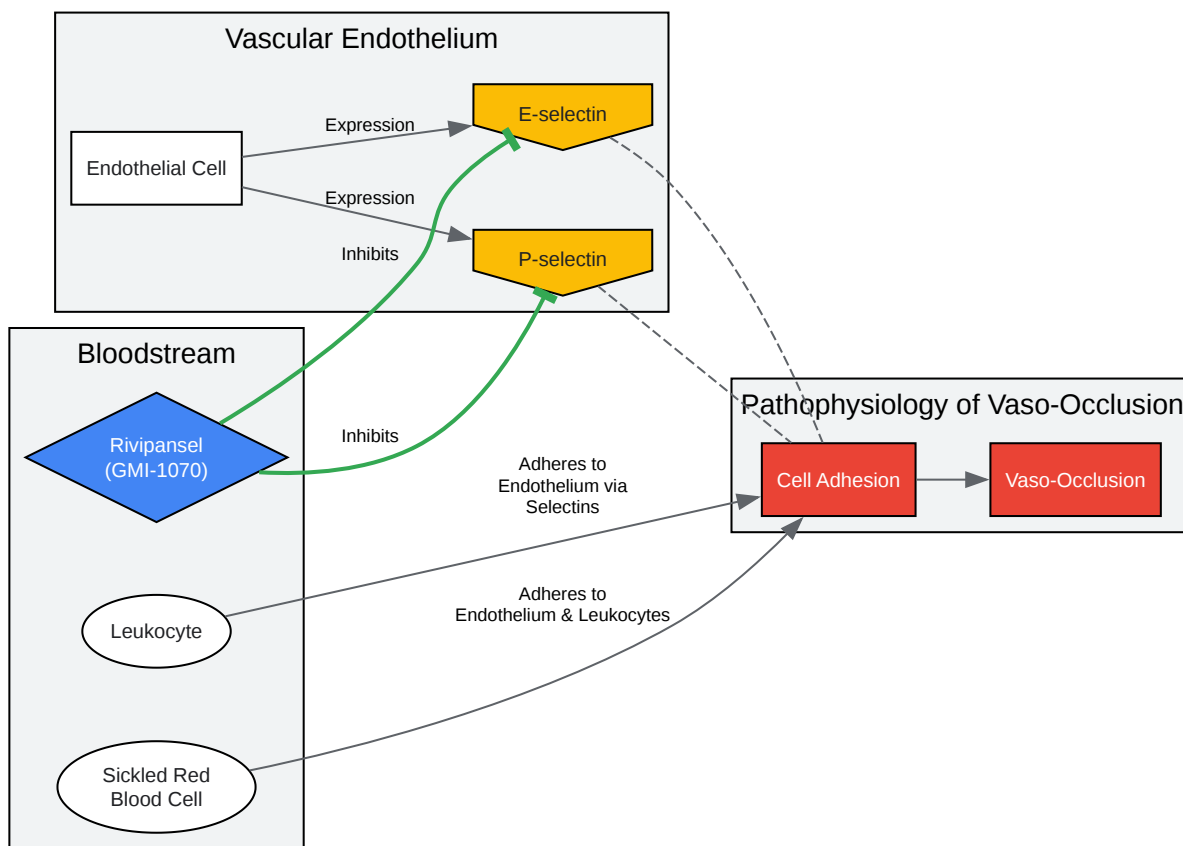 Vascular Endothelium
E-selectin
Expression
Endothelial Cell
Expression
Inhibits
P-selectin
Bloodstream
Pathophysiology of Vaso-Occlusion
Rivipansel
(GMI-1070)
Inhibits
Adheres to
Endothelium via
Selectins
Cell Adhesion
Vaso-Occlusion
Adheres to
Endothelium & Leukocytes
Leukocyte
Sickled Red
Blood Cell